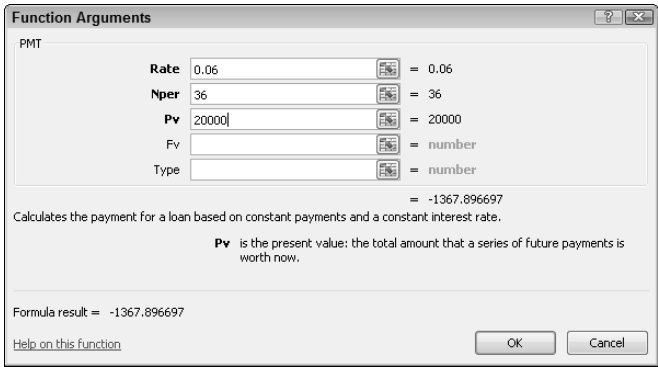 Function Arguments
PMT
Rate 0.06 = 0.06
Nper 36 = 36
Pv 20000 = 20000
Fv = number
Type = number
= -1367.896697
Calculates the payment for a loan based on constant payments and a constant interest rate.
Pv is the present value: the total amount that a series of future payments is
worth now.
Formula result = -1367.896697
Help on this function OK Cancel